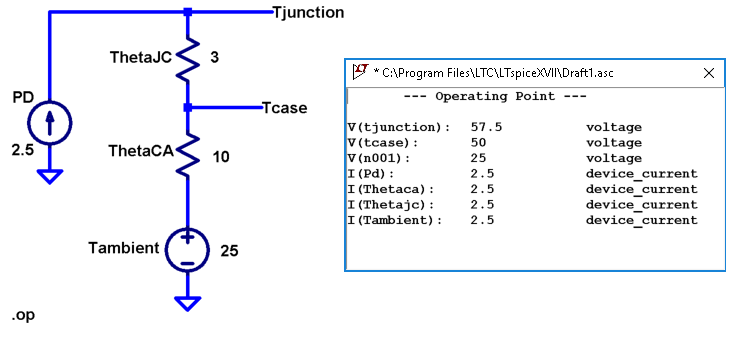 Tjunction
ThetaJC 3
PD
Tcase
2.5
ThetaCA 10
Tambient 25
.op
LT * C:\Program Files\LTC\LTspiceXVII\Draft1.asc
--- Operating Point ---
V(tjunction): 57.5 voltage
V(tcase): 50 voltage
V(n001): 25 voltage
I(Pd): 2.5 device_current
I(Thetaca): 2.5 device_current
I(Thetajc): 2.5 device_current
I(Tambient): 2.5 device_current